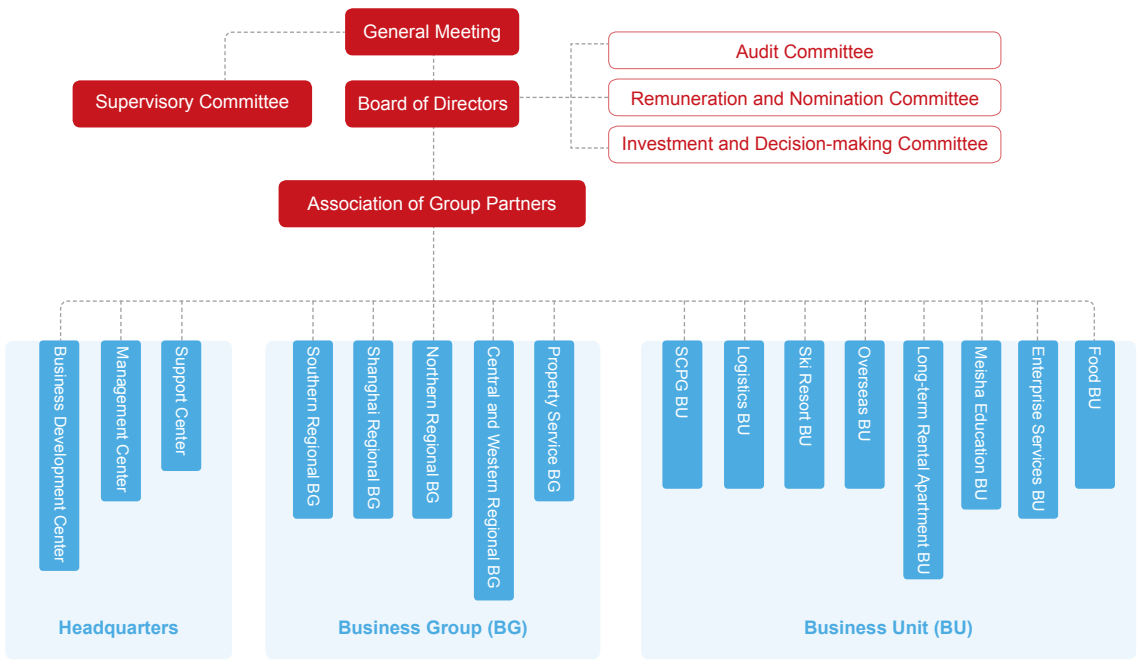 General Meeting
Audit Committee
Supervisory Committee
Board of Directors
Remuneration and Nomination Committee
Investment and Decision-making Committee
Association of Group Partners
Business Development Center
Management Center
Support Center
Headquarters
Southern Regional BG
Shanghai Regional BG
Northern Regional BG
Central and Western Regional BG
Property Service BG
Business Group (BG)
SCPG BU
Logistics BU
Ski Resort BU
Overseas BU
Long-term Rental Apartment BU
Meisha Education BU
Enterprise Services BU
Food BU
Business Unit (BU)